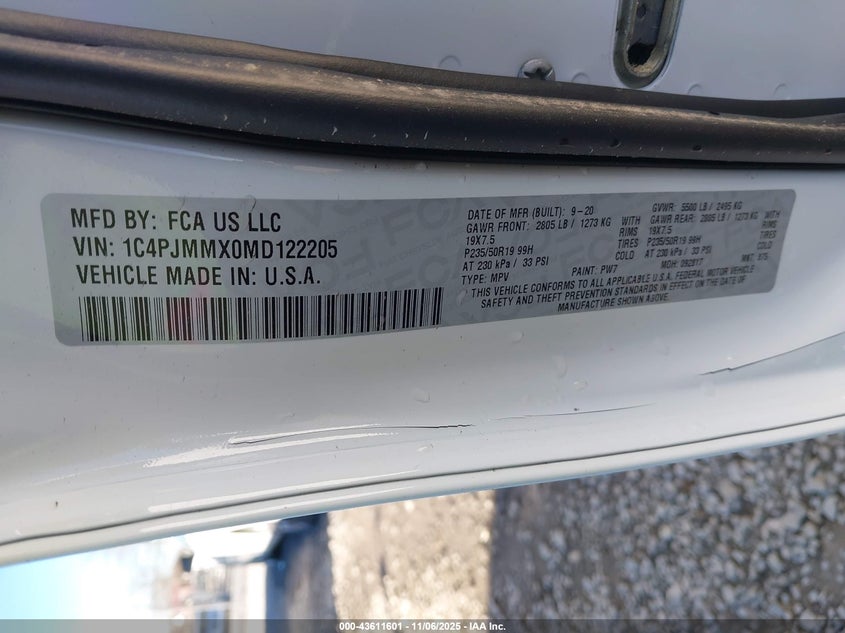 MFD BY: FCA US LLC
VIN: 1C4PJMMX0MD122205
VEHICLE MADE IN: U.S.A.
DATE OF MFR (BUILT): 9-20 GVWR: 5500 LB / 2495 KG
GAWR FRONT: 2805 LB / 1273 KG GAWR REAR: 2805 LB / 1273 KG
19X7.5 RIMS 19X7.5 RIMS
P235/50R19 99H TIRES P235/50R19 99H TIRES
AT 230 kPa / 33 PSI COLD AT 230 kPa / 33 PSI COLD
TYPE: MPV PAINT: PW7 MDH: 092817 MKT:
THIS VEHICLE CONFORMS TO ALL APPLICABLE U.S.A. FEDERAL MOTOR VEHICLE
SAFETY AND THEFT PREVENTION STANDARDS IN EFFECT ON THE DATE OF
MANUFACTURE SHOWN ABOVE.
000-43611601 - 11/06/2025 - IAA Inc.